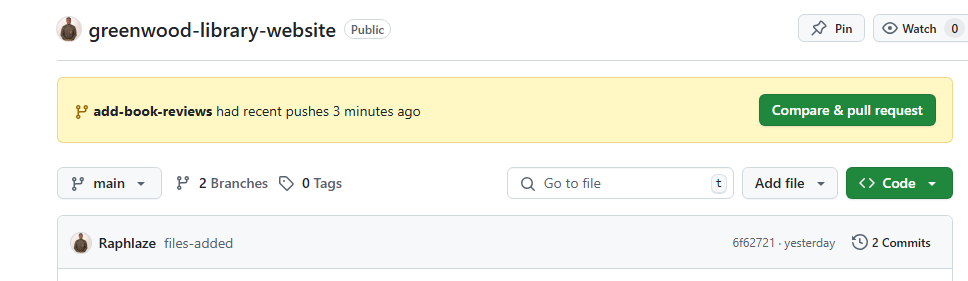 greenwood-library-website Public Pin Watch 0
add-book-reviews had recent pushes 3 minutes ago Compare & pull request
main 2 Branches 0 Tags Go to file t Add file Code
Raphlaze files-added 6f62721 · yesterday 2 Commits